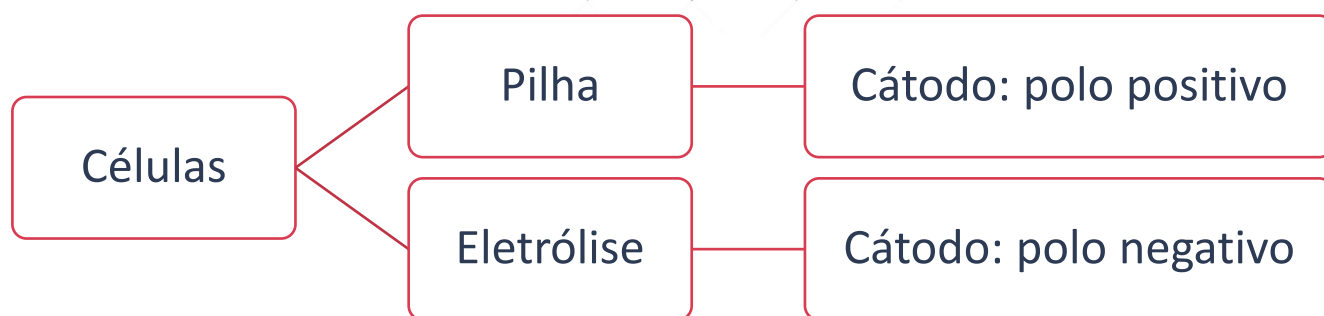 Células
Pilha
Cátodo: polo positivo
Eletrólise
Cátodo: polo negativo